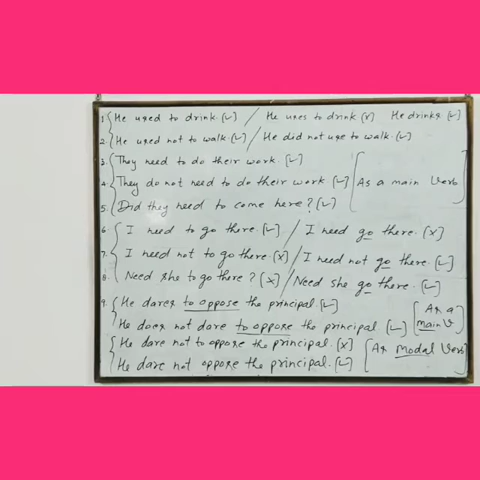 1. He used to drink. (✓) / He uses to drink (x) He drinks (✓)
2. He used not to walk (✓) / He did not use to walk. (✓)
3. They need to do their work. (✓)
4. They do not need to do their work (✓) [As a main Verb]
5. Did they need to come here? (✓)
6. I need to go there. (✓) / I need go there. (x)
7. I need not to go there. (x) / I need not go there. (✓)
8. Need she to go there? (x) / Need she go there. (✓)
9. He dares to oppose the principal. (✓)
He does not dare to oppose the principal (✓) [As a main V]
He dare not to oppose the principal. [x] [As Modal Verb]
He dare not oppose the principal. (✓)